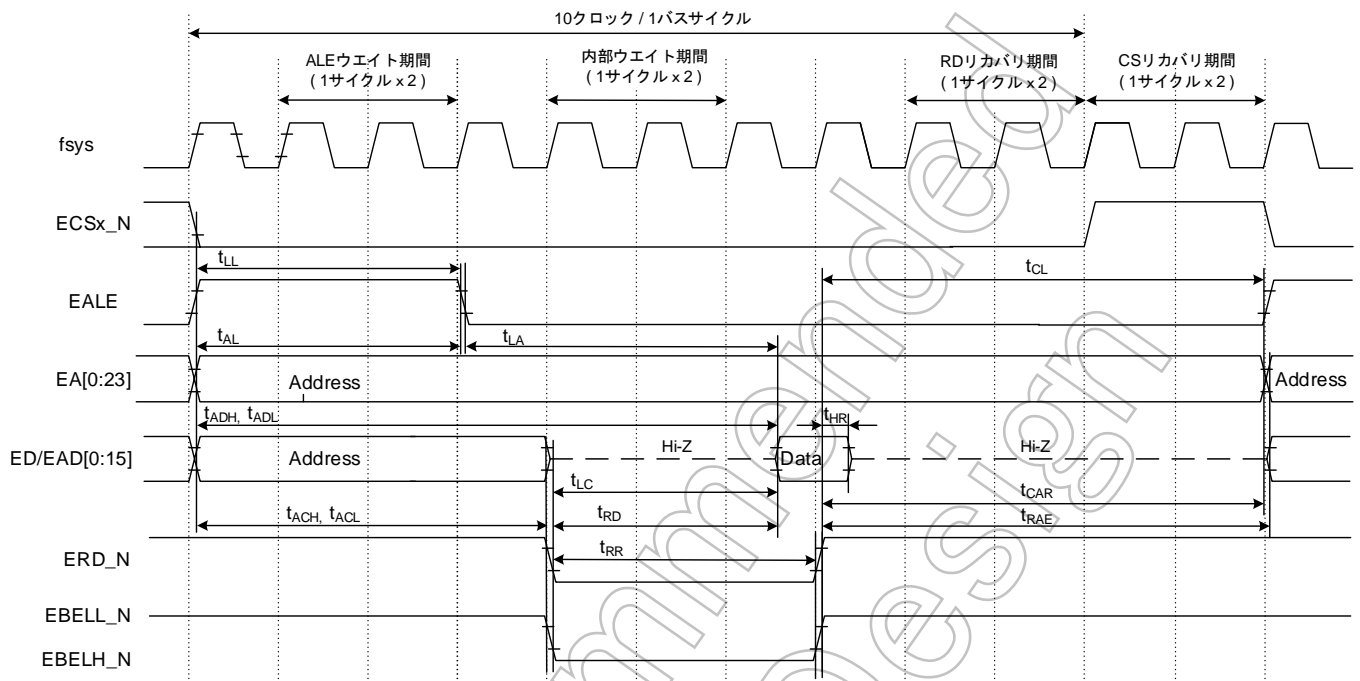 10クロック / 1バスサイクル
ALEウエイト期間
( 1サイクル x 2 )
内部ウエイト期間
( 1サイクル x 2 )
RDリカバリ期間
( 1サイクル x 2 )
CSリカバリ期間
( 1サイクル x 2 )
fsys
ECSx_N
tLL
tCL
EALE
tAL
tLA
EA[0:23]
Address
Address
tADH, tADL
tHR
ED/EAD[0:15]
Address
Hi-Z
Data
Hi-Z
tLC
tCAR
tACH, tACL
tRD
tRAE
ERD_N
tRR
EBELL_N
EBELH_N